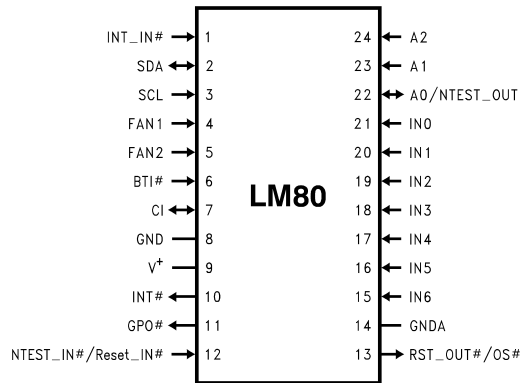 INT_IN# 1 24 A2
SDA 2 23 A1
SCL 3 22 A0/NTEST_OUT
FAN1 4 21 IN0
FAN2 5 20 IN1
BTI# 6 19 IN2
LM80
CI 7 18 IN3
GND 8 17 IN4
V+ 9 16 IN5
INT# 10 15 IN6
GPO# 11 14 GNDA
NTEST_IN#/Reset_IN# 12 13 RST_OUT#/OS#